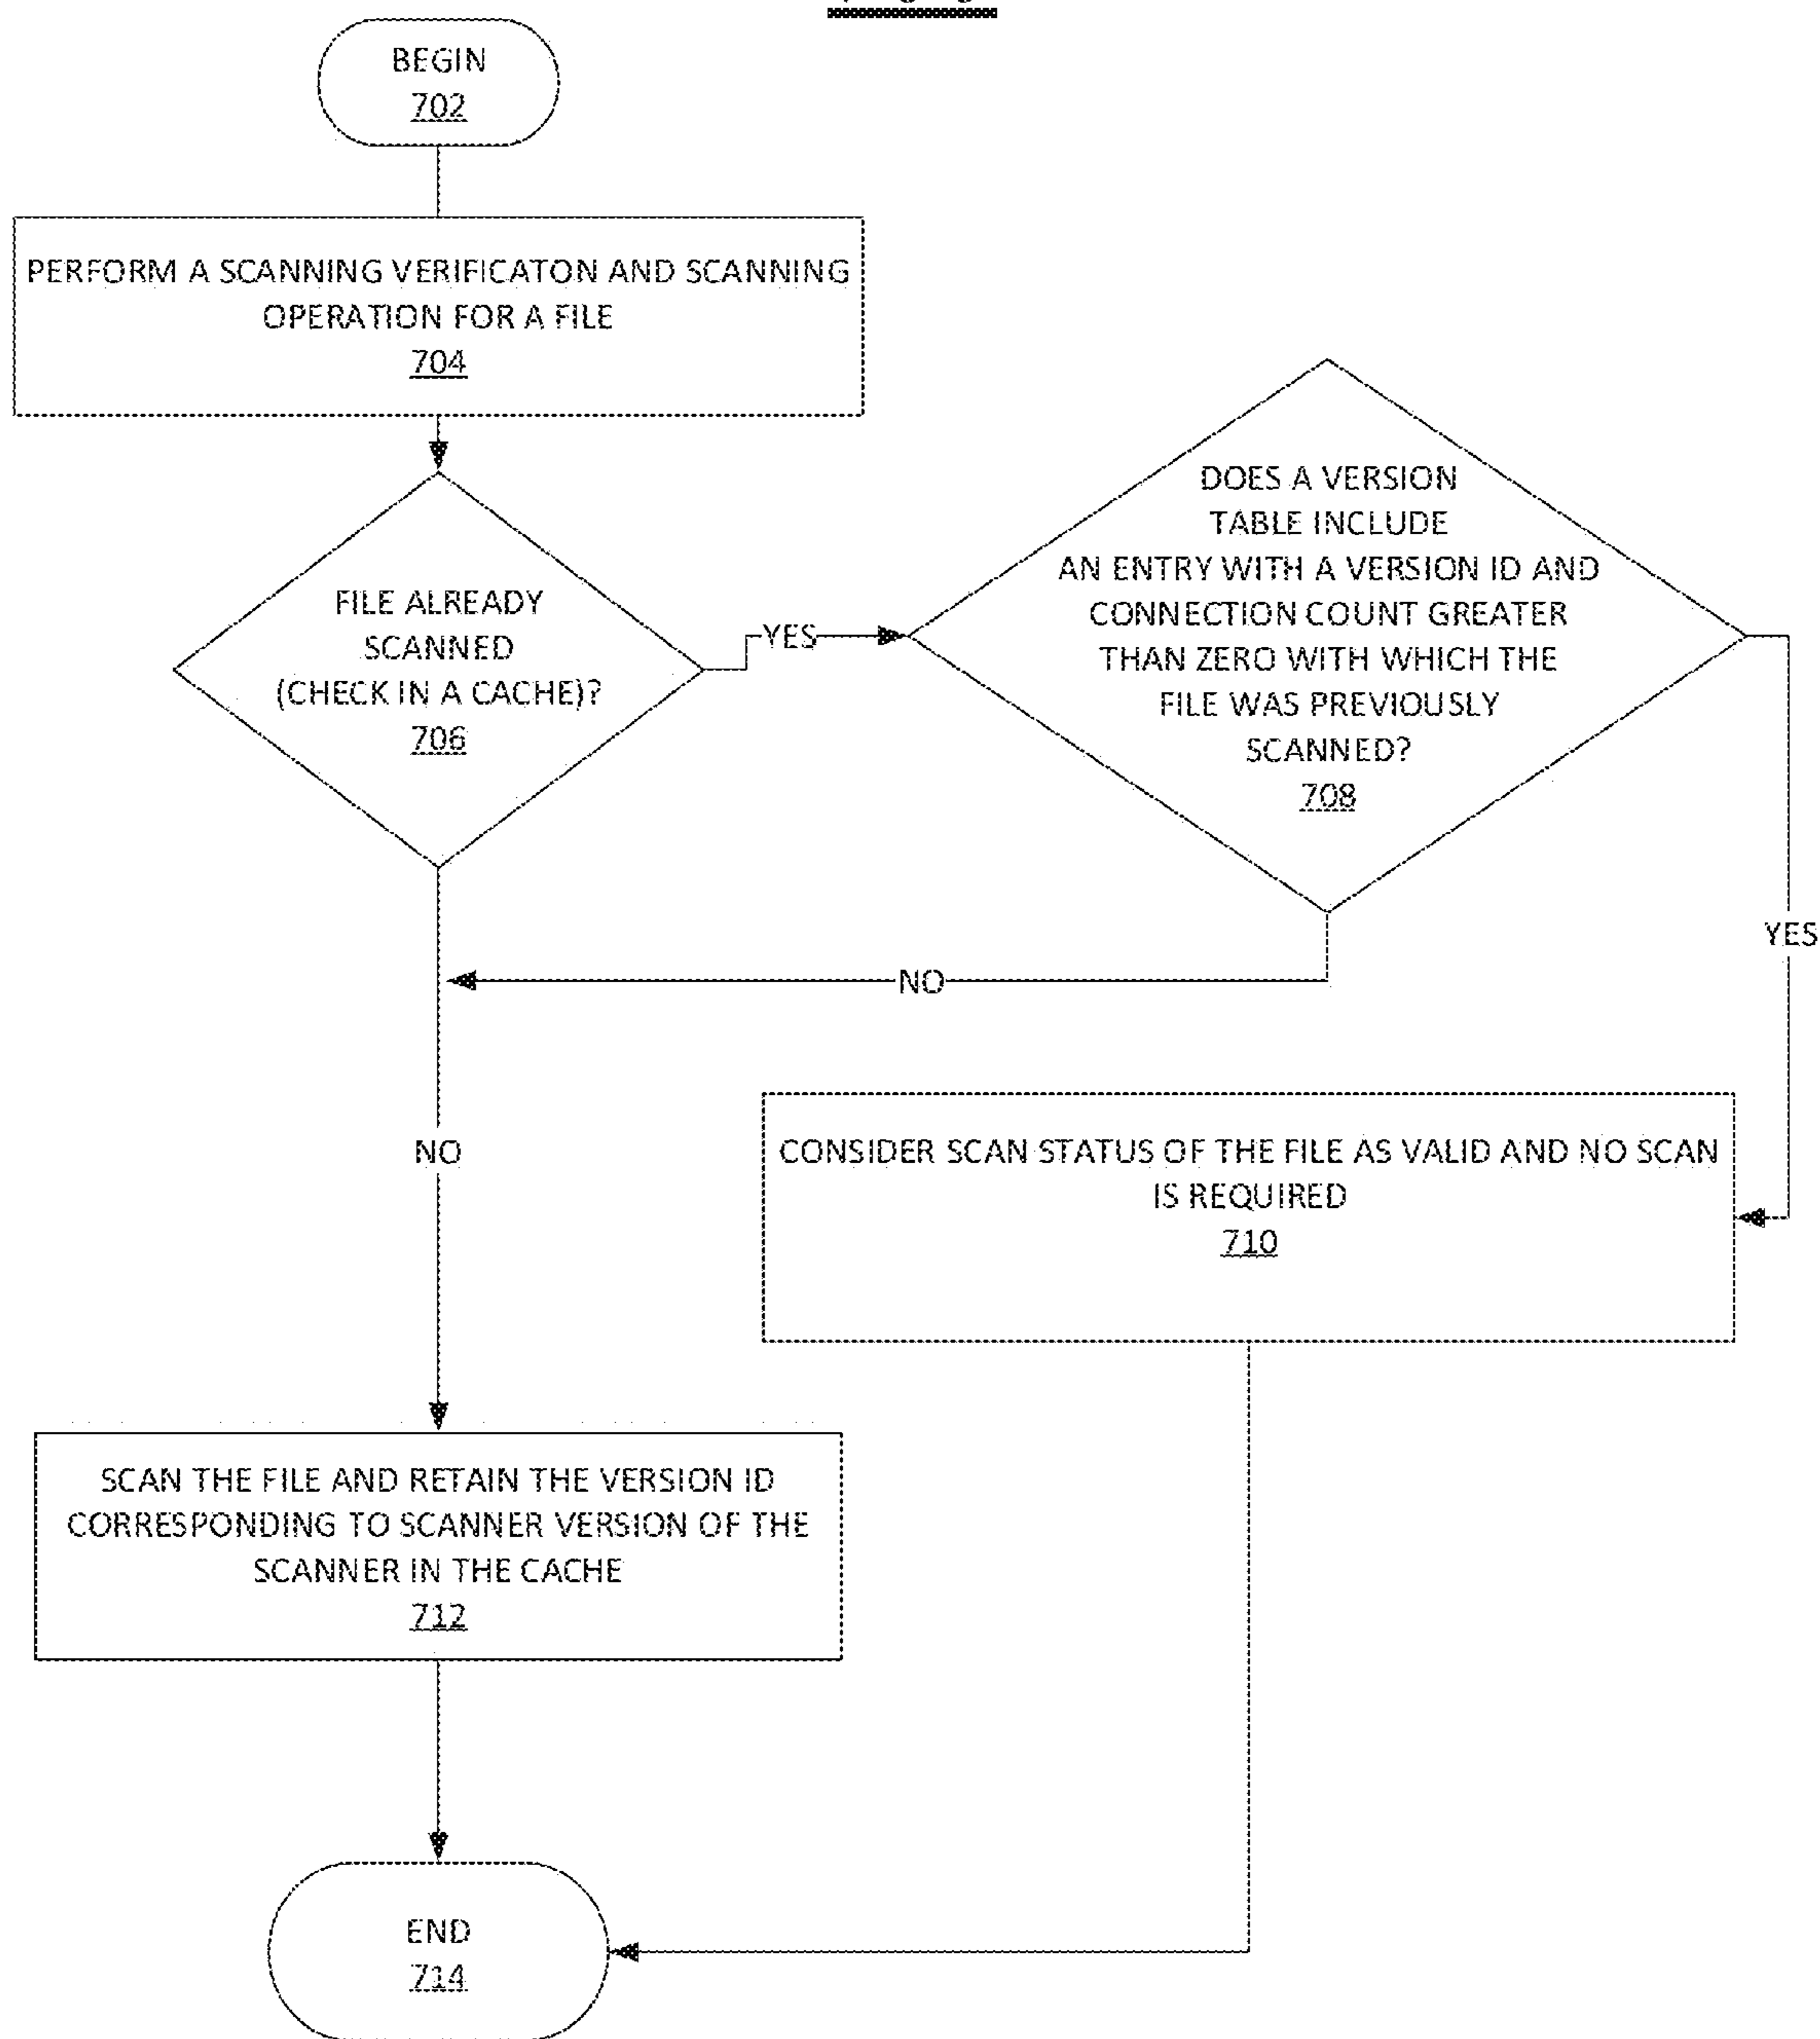 BEGIN
702
PERFORM A SCANNING VERIFICATON AND SCANNING
OPERATION FOR A FILE
704
FILE ALREADY
SCANNED
(CHECK IN A CACHE)?
706
YES
DOES A VERSION
TABLE INCLUDE
AN ENTRY WITH A VERSION ID AND
CONNECTION COUNT GREATER
THAN ZERO WITH WHICH THE
FILE WAS PREVIOUSLY
SCANNED?
708
YES
NO
NO
CONSIDER SCAN STATUS OF THE FILE AS VALID AND NO SCAN
IS REQUIRED
710
SCAN THE FILE AND RETAIN THE VERSION ID
CORRESPONDING TO SCANNER VERSION OF THE
SCANNER IN THE CACHE
712
END
714